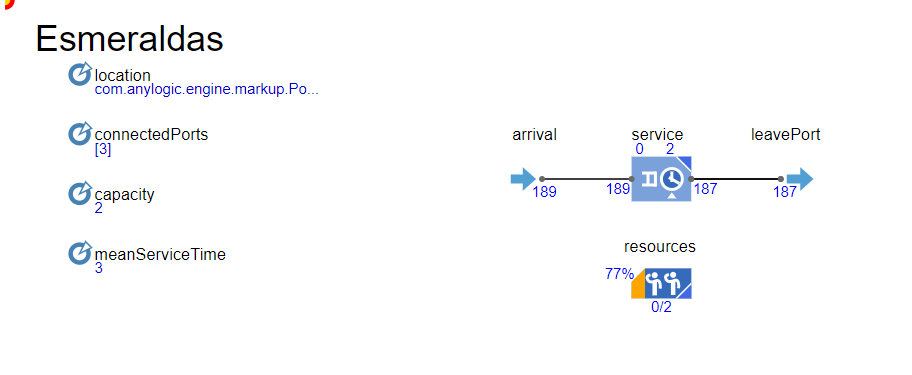 Esmeraldas
location
com.anylogic.engine.markup.Po...
connectedPorts
[3]
capacity
2
meanServiceTime
3
arrival
service
leavePort
0 2
189
189
187
187
resources
77%
0/2